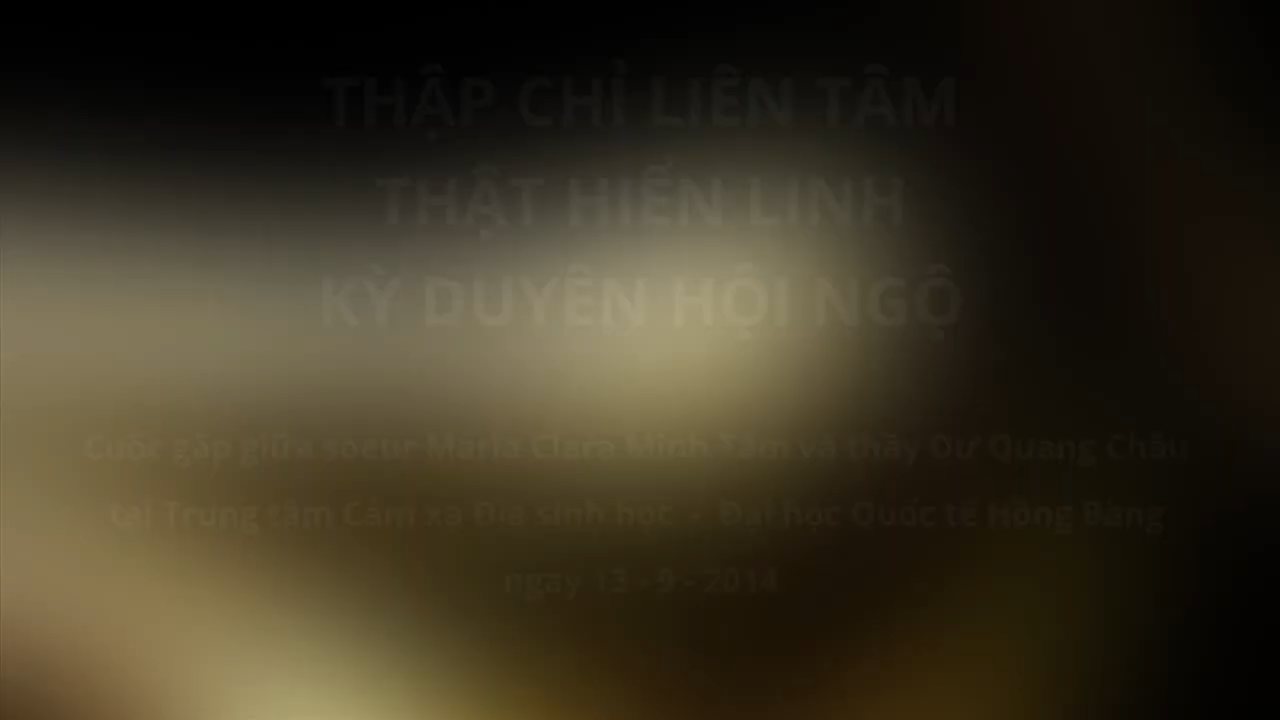 THẬP CHỈ LIÊN TÂM
THẬT HIỂN LINH
KỲ DUYÊN HỘI NGỘ
Cuộc gặp giữa soeur Maria Clara Minh Tâm và thầy Dư Quang Châu
tại Trung tâm Cảm xạ Địa sinh học - Đại học Quốc tế Hồng Bàng
ngày 13 - 9 - 2014